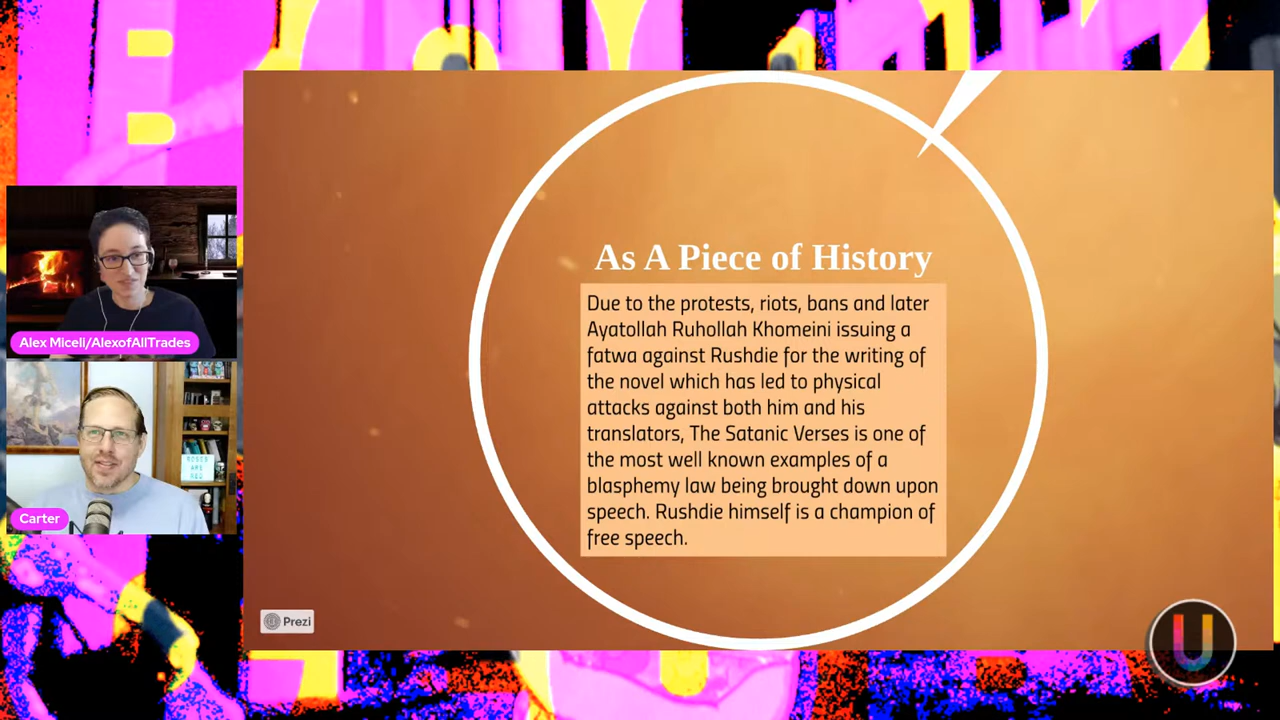 As A Piece of History
Due to the protests, riots, bans and later
Ayatollah Ruhollah Khomeini issuing a
fatwa against Rushdie for the writing of
the novel which has led to physical
attacks against both him and his
translators, The Satanic Verses is one of
the most well known examples of a
blasphemy law being brought down upon
speech. Rushdie himself is a champion of
free speech.
Alex Miceli/AlexofAllTrades
ROSES
ARE
RED
Carter
Prezi
U